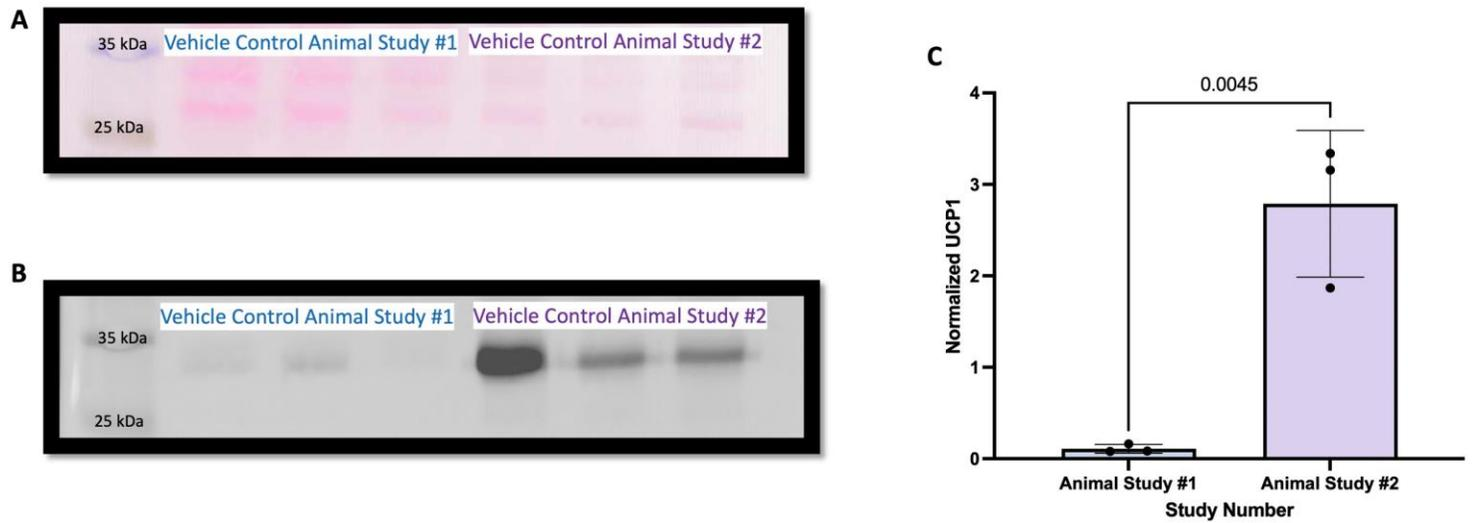 A
35 kDa
Vehicle Control Animal Study #1
Vehicle Control Animal Study #2
25 kDa
B
35 kDa
Vehicle Control Animal Study #1
Vehicle Control Animal Study #2
25 kDa
C
0.0045
4
3
2
1
0
Normalized UCP1
Animal Study #1
Animal Study #2
Study Number